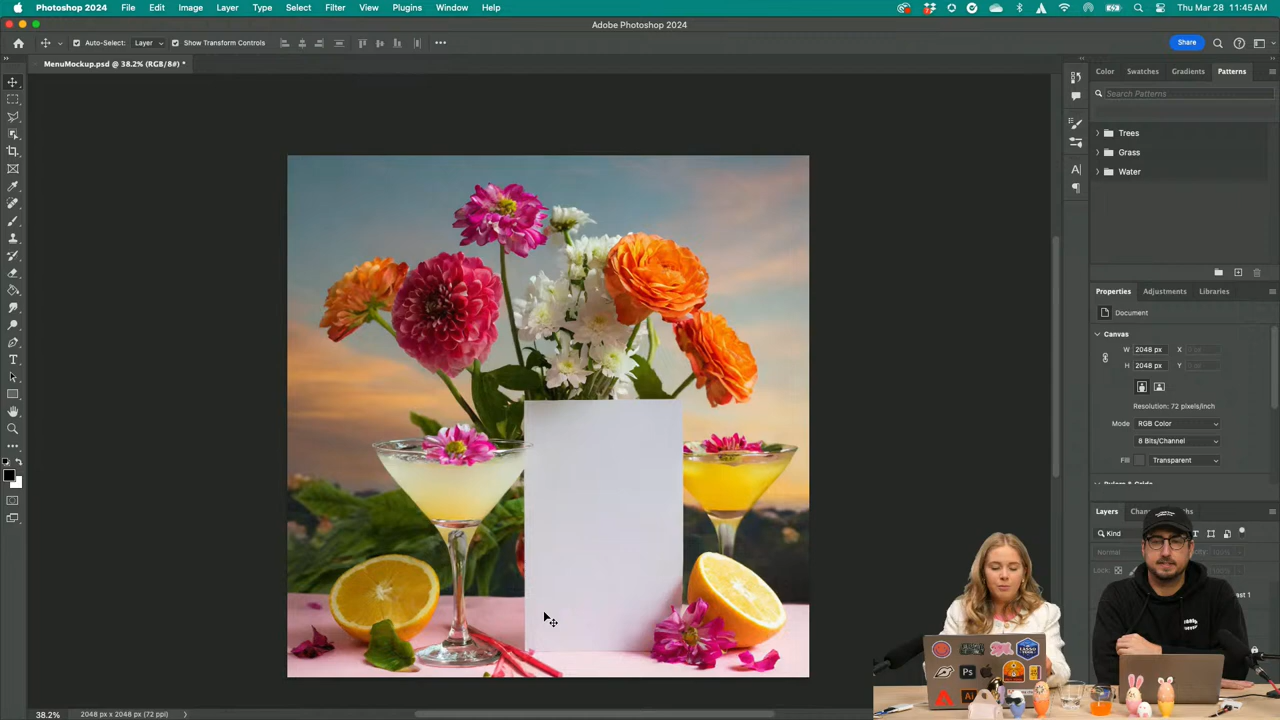 Photoshop 2024 File Edit Image Layer Type Select Filter View Plugins Window Help Thu Mar 28 11:45 AM
Adobe Photoshop 2024
Auto-Select: Layer Show Transform Controls Share
MenuMockup.psd @ 38.2% (RGB/8#) *
Color Swatches Gradients Patterns
Search Patterns
Trees
Grass
Water
Properties Adjustments Libraries
Document
Canvas
W 2048 px X
H 2048 px Y
Resolution: 72 pixels/inch
Mode RGB Color
8 Bits/Channel
Fill Transparent
Rulers & Grids
Layers
Kind
Normal
Lock:
LASSO
Ps
Ai
38.2% 2048 px x 2048 px (72 ppi)